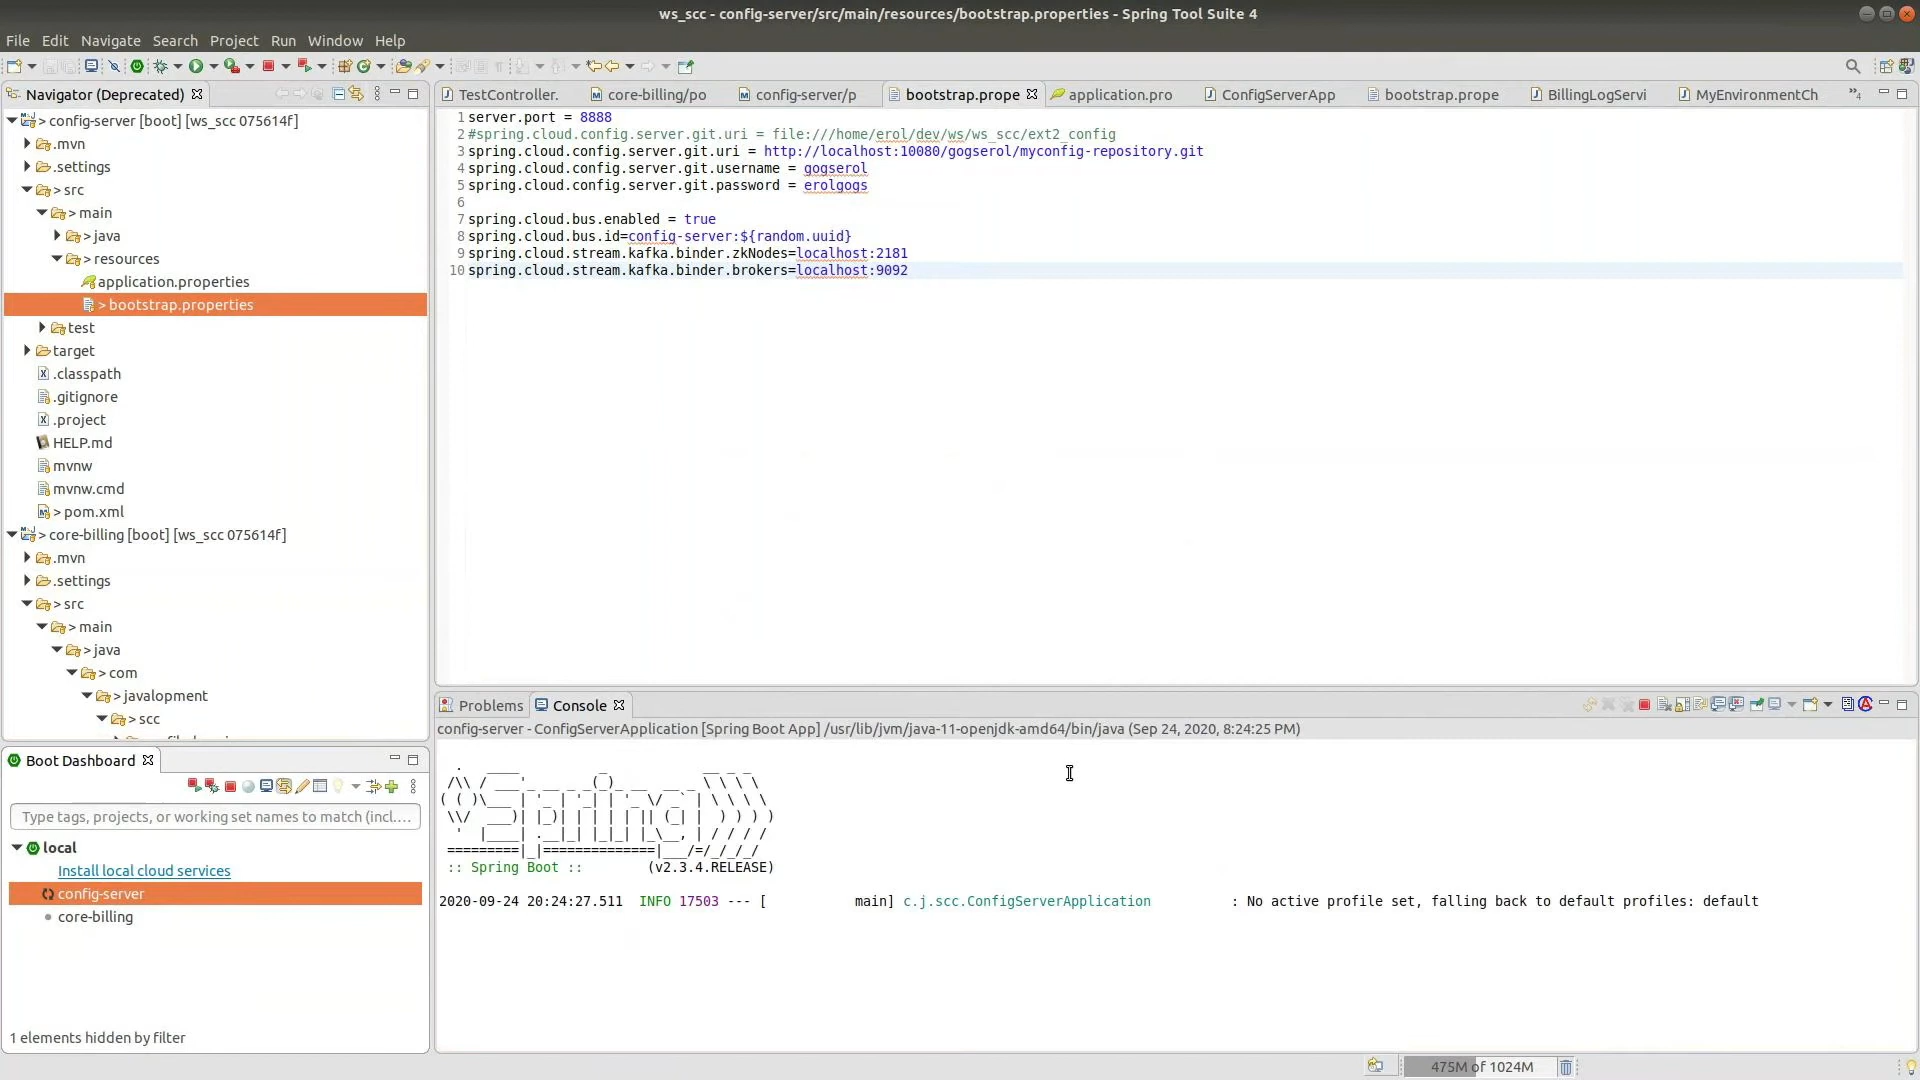 ws_scc - config-server/src/main/resources/bootstrap.properties - Spring Tool Suite 4
File Edit Navigate Search Project Run Window Help
Navigator (Deprecated)
> config-server [boot] [ws_scc 075614f]
> .mvn
.settings
> src
> main
> java
> resources
application.properties
> bootstrap.properties
test
target
.classpath
.gitignore
.project
HELP.md
mvnw
mvnw.cmd
> pom.xml
> core-billing [boot] [ws_scc 075614f]
> .mvn
.settings
> src
> main
> java
> com
> javalopment
> scc
TestController. core-billing/po config-server/p bootstrap.prope application.pro ConfigServerApp bootstrap.prope BillingLogServi MyEnvironmentCh »4
1 server.port = 8888
2 #spring.cloud.config.server.git.uri = file:///home/erol/dev/ws/ws_scc/ext2_config
3 spring.cloud.config.server.git.uri = http://localhost:10080/gogserol/myconfig-repository.git
4 spring.cloud.config.server.git.username = gogserol
5 spring.cloud.config.server.git.password = erolgogs
6
7 spring.cloud.bus.enabled = true
8 spring.cloud.bus.id=config-server:${random.uuid}
9 spring.cloud.stream.kafka.binder.zkNodes=localhost:2181
10 spring.cloud.stream.kafka.binder.brokers=localhost:9092
Boot Dashboard
Type tags, projects, or working set names to match (incl....
local
Install local cloud services
config-server
core-billing
1 elements hidden by filter
Problems Console
config-server - ConfigServerApplication [Spring Boot App] /usr/lib/jvm/java-11-openjdk-amd64/bin/java (Sep 24, 2020, 8:24:25 PM)
:: Spring Boot :: (v2.3.4.RELEASE)
2020-09-24 20:24:27.511 INFO 17503 --- [ main] c.j.scc.ConfigServerApplication : No active profile set, falling back to default profiles: default
475M of 1024M